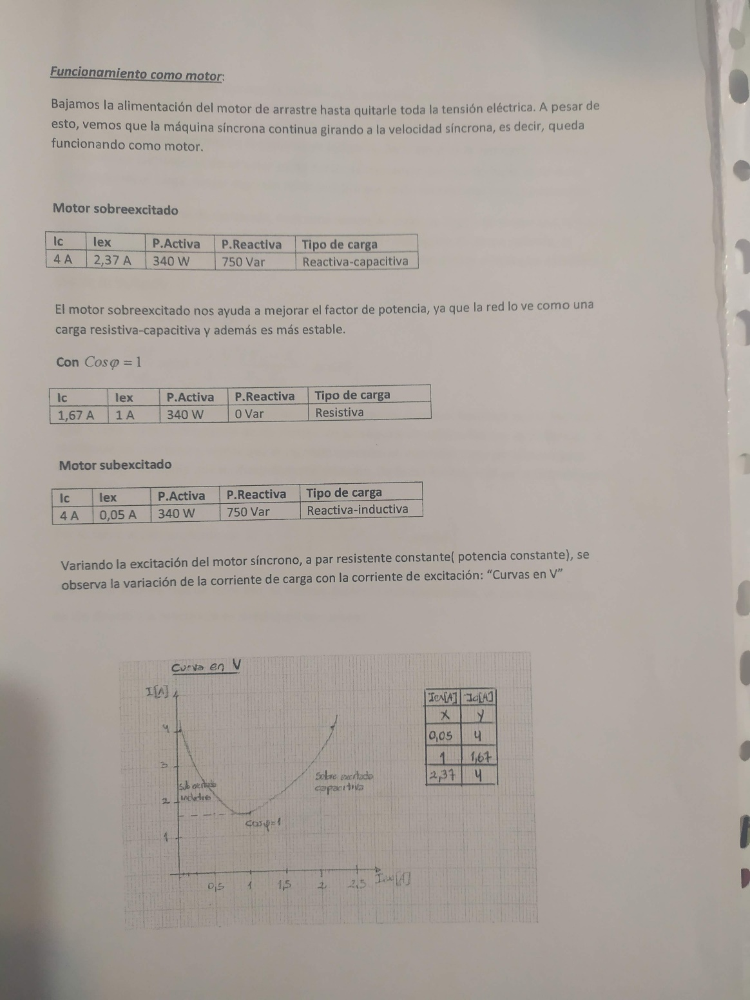 Funcionamiento como motor:
Bajamos la alimentación del motor de arrastre hasta quitarle toda la tensión eléctrica. A pesar de
esto, vemos que la máquina síncrona continua girando a la velocidad síncrona, es decir, queda
funcionando como motor.
Motor sobreexcitado
Ic Iex P.Activa P.Reactiva Tipo de carga
4 A 2,37 A 340 W 750 Var Reactiva-capacitiva
El motor sobreexcitado nos ayuda a mejorar el factor de potencia, ya que la red lo ve como una
carga resistiva-capacitiva y además es más estable.
Con Cosφ = 1
Ic Iex P.Activa P.Reactiva Tipo de carga
1,67 A 1 A 340 W 0 Var Resistiva
Motor subexcitado
Ic Iex P.Activa P.Reactiva Tipo de carga
4 A 0,05 A 340 W 750 Var Reactiva-inductiva
Variando la excitación del motor síncrono, a par resistente constante( potencia constante), se
observa la variación de la corriente de carga con la corriente de excitación: “Curvas en V”
Curva en V
I[A]
4
3
2
1
Sobre excitado
capacitiva
cosφ=1
0,5 1 1,5 2 2,5 Iex[A]
Iex[A] Ic[A]
X Y
0,05 4
1 1,67
2,37 4